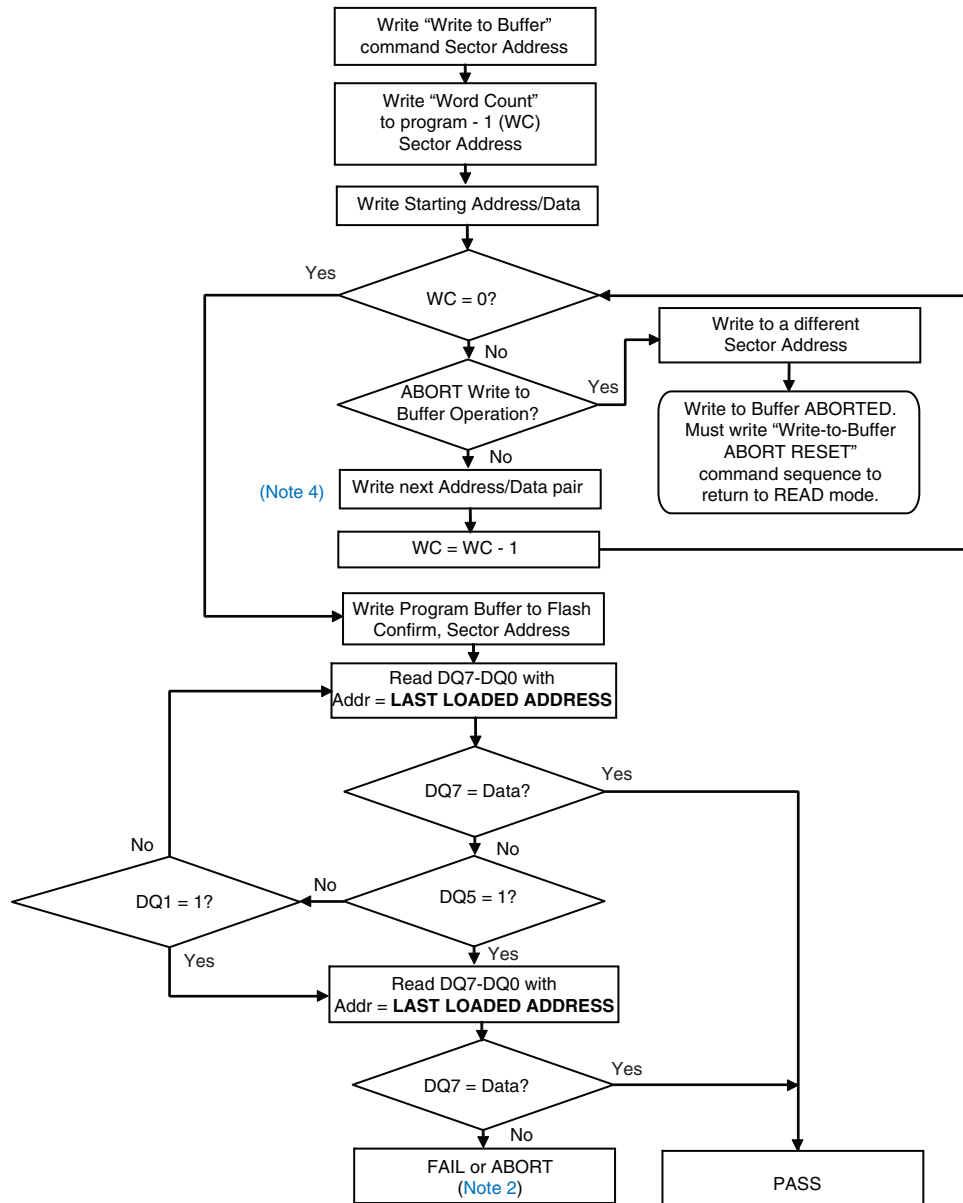 Write “Write to Buffer”
command Sector Address
Write “Word Count”
to program - 1 (WC)
Sector Address
Write Starting Address/Data
Yes
WC = 0?
No
Write to a different
Sector Address
ABORT Write to
Buffer Operation?
Yes
Write to Buffer ABORTED.
Must write “Write-to-Buffer
ABORT RESET”
command sequence to
return to READ mode.
No
(Note 4)
Write next Address/Data pair
WC = WC - 1
Write Program Buffer to Flash
Confirm, Sector Address
Read DQ7-DQ0 with
Addr = LAST LOADED ADDRESS
DQ7 = Data?
Yes
No
No
DQ1 = 1?
No
DQ5 = 1?
Yes
Yes
Read DQ7-DQ0 with
Addr = LAST LOADED ADDRESS
DQ7 = Data?
Yes
No
FAIL or ABORT
(Note 2)
PASS